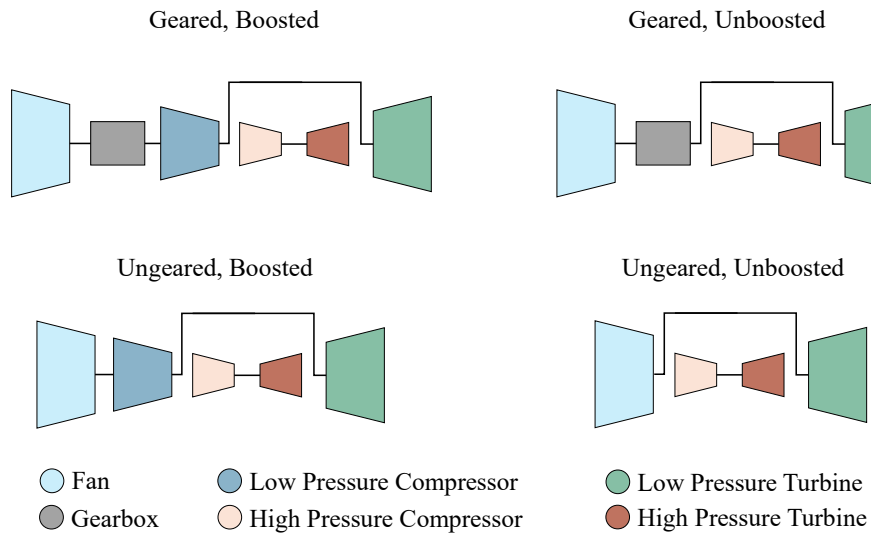 Geared, Boosted
Geared, Unboosted
Ungeared, Boosted
Ungeared, Unboosted
Fan
Low Pressure Compressor
Low Pressure Turbine
Gearbox
High Pressure Compressor
High Pressure Turbine